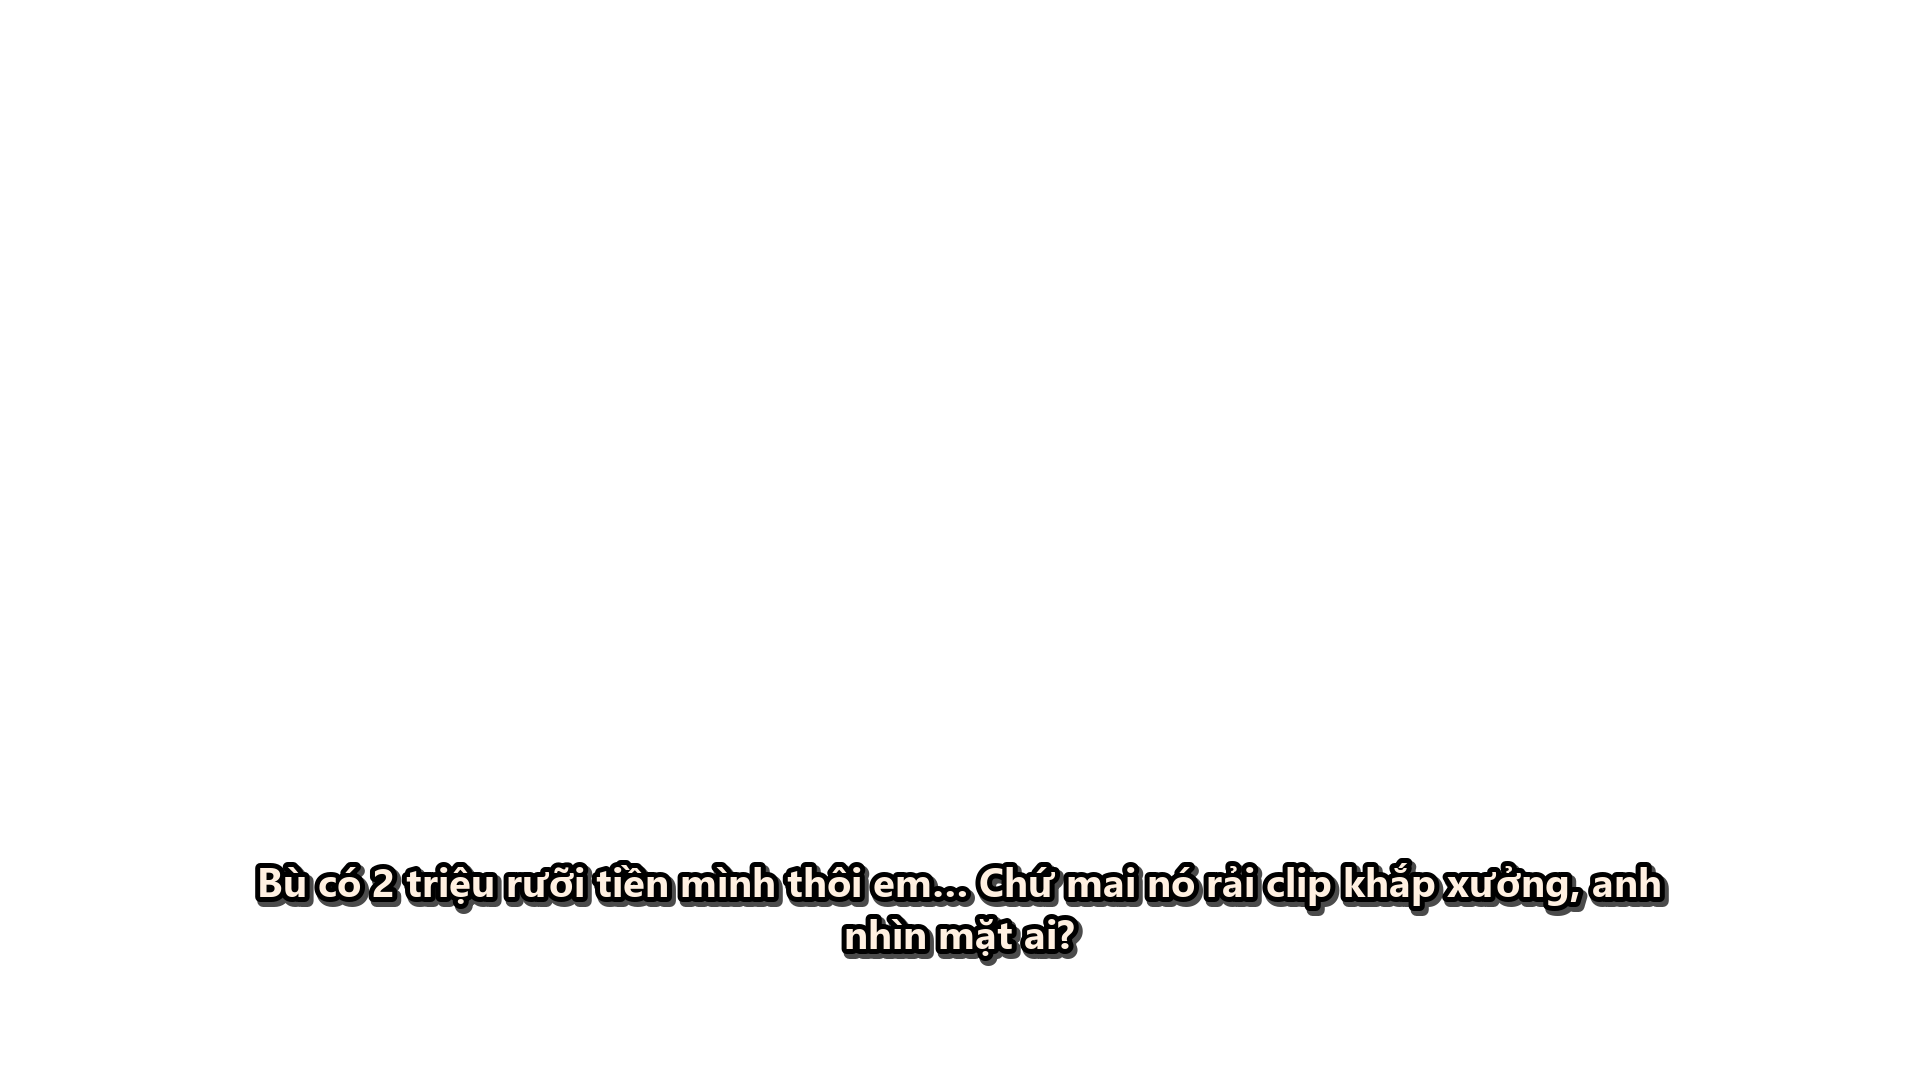 Bù có 2 triệu rưỡi tiền mình thôi em... Chứ mai nó rải clip khắp xưởng, anh
nhìn mặt ai?